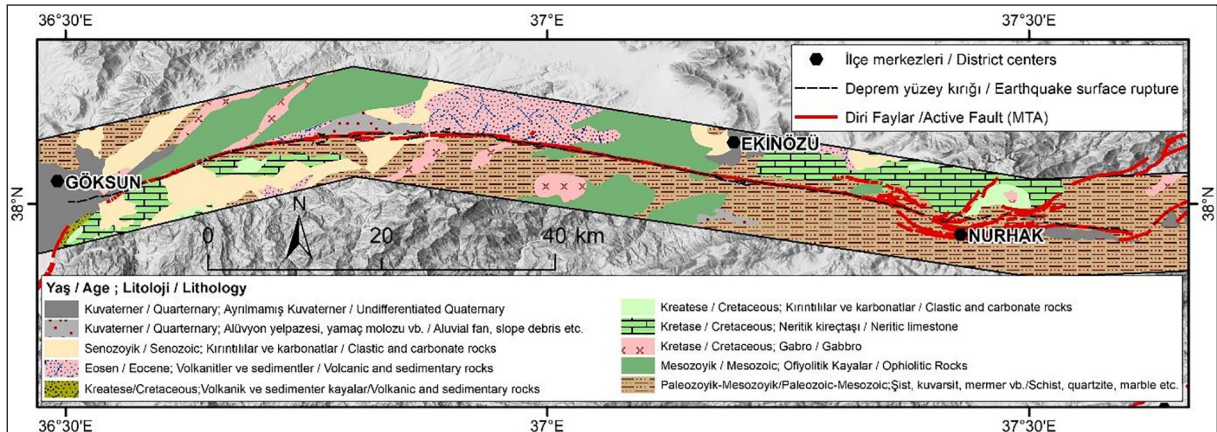 36°30'E 37°E 37°30'E
İlçe merkezleri / District centers
Deprem yüzey kırığı / Earthquake surface rupture
Diri Faylar /Active Fault (MTA)
EKİNÖZÜ
GÖKSUN
38°N
38°N
N
NURHAK
0 20 40 km
Yaş / Age ; Litoloji / Lithology
Kuvaterner / Quarternary; Ayrılmamış Kuvaterner / Undifferentiated Quaternary
Kuvaterner / Quarternary; Alüvyon yelpazesi, yamaç molozu vb. / Aluvial fan, slope debris etc.
Senozoyik / Senozoic; Kırıntılılar ve karbonatlar / Clastic and carbonate rocks
Eosen / Eocene; Volkanitler ve sedimentler / Volcanic and sedimentary rocks
Kreatese/Cretaceous;Volkanik ve sedimenter kayalar/Volcanic and sedimentary rocks
Kreatese / Cretaceous; Kırıntılılar ve karbonatlar / Clastic and carbonate rocks
Kretase / Cretaceous; Neritik kireçtaşı / Neritic limestone
Kretase / Cretaceous; Gabro / Gabbro
Mesozoyik / Mesozoic; Ofiyolitik Kayalar / Ophiolitic Rocks
Paleozoyik-Mesozoyik/Paleozoic-Mesozoic;Şist, kuvarsit, mermer vb./Schist, quartzite, marble etc.
36°30'E 37°E 37°30'E